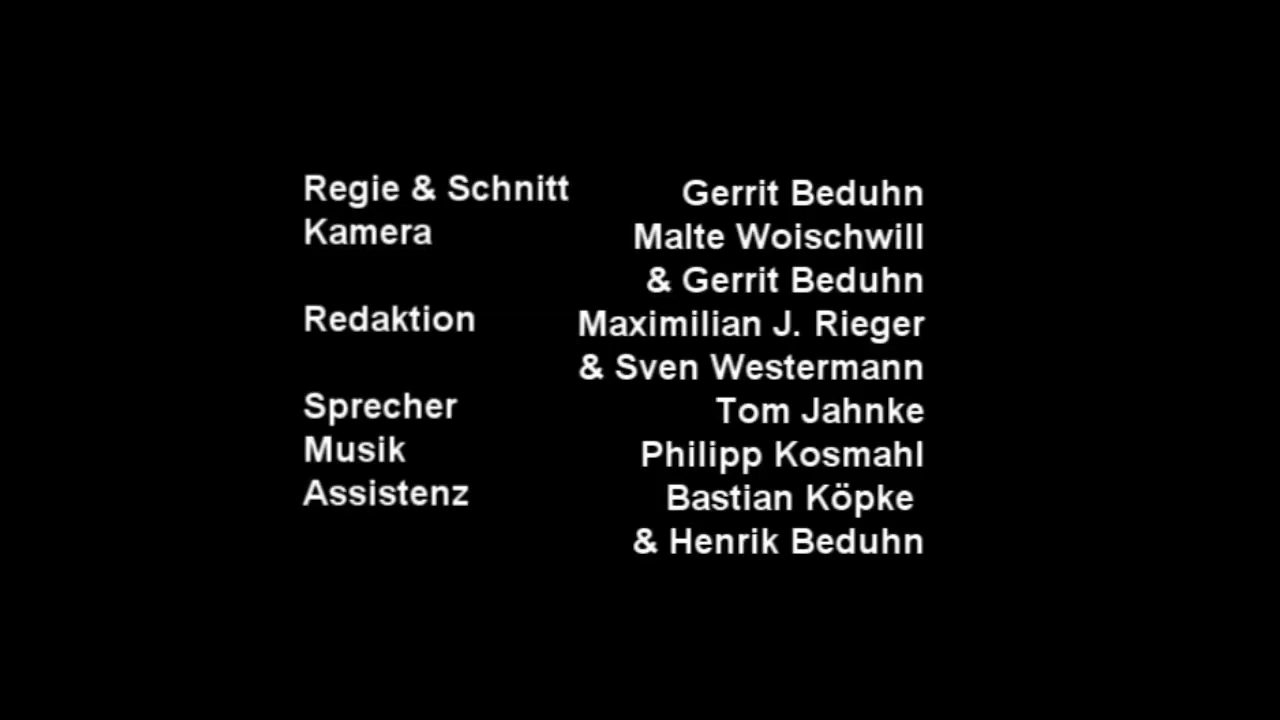 Regie & Schnitt Gerrit Beduhn
Kamera Malte Woischwill
& Gerrit Beduhn
Redaktion Maximilian J. Rieger
& Sven Westermann
Sprecher Tom Jahnke
Musik Philipp Kosmahl
Assistenz Bastian Köpke
& Henrik Beduhn